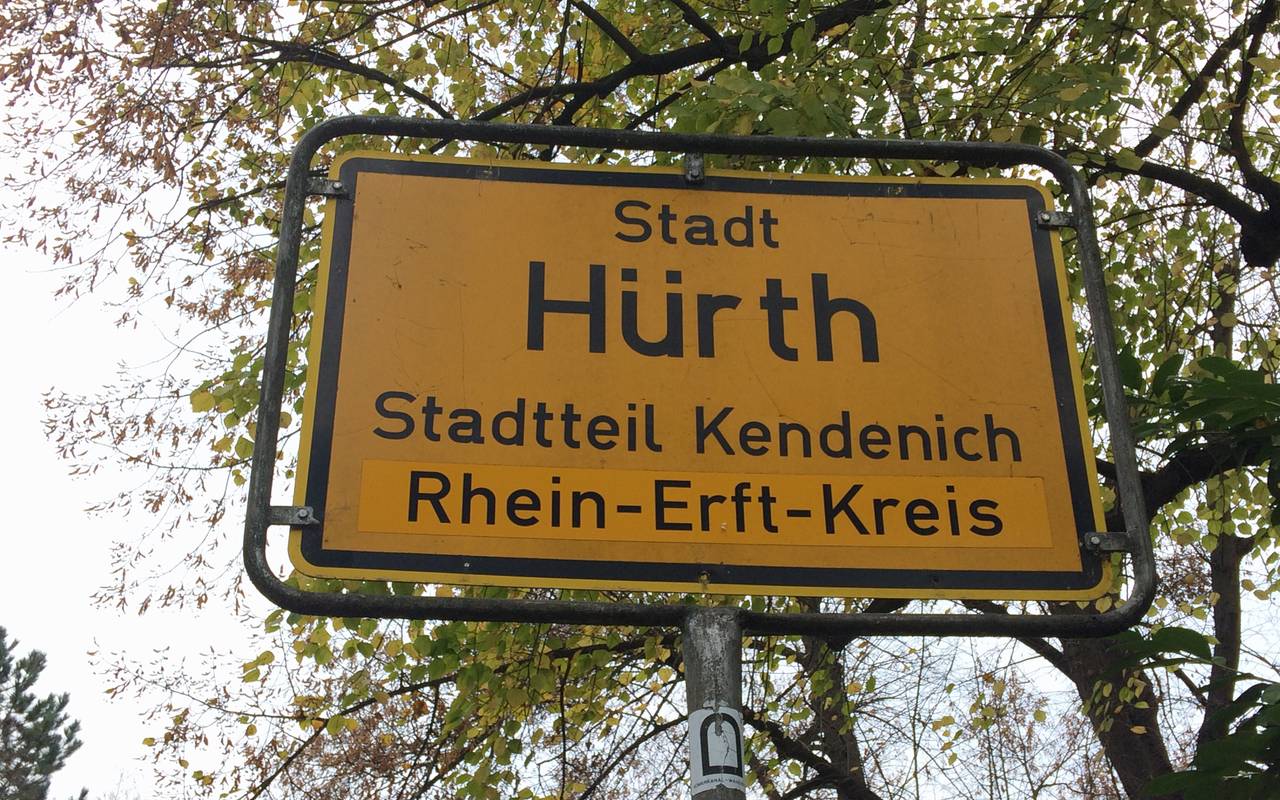 Stadt
Hürth
Stadtteil Kendenich
Rhein-Erft-Kreis